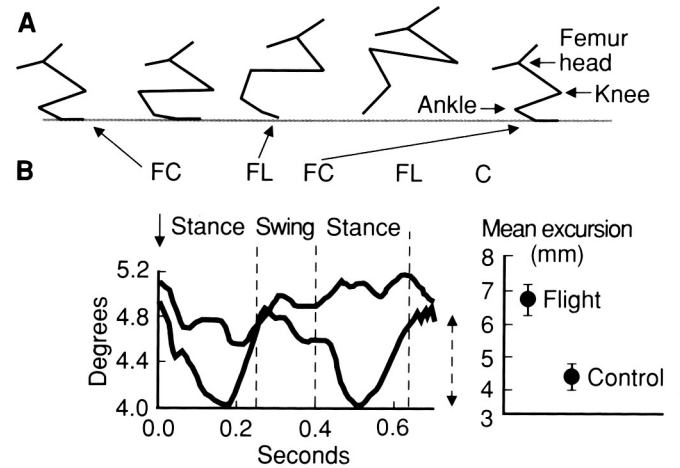 A
Femur
head
Knee
Ankle
FC FL FC FL C
B
Stance Swing Stance
Mean excursion
(mm)
5.2
4.8
4.4
4.0
Degrees
0.0 0.2 0.4 0.6
Seconds
8
7
6
5
4
3
Flight
Control